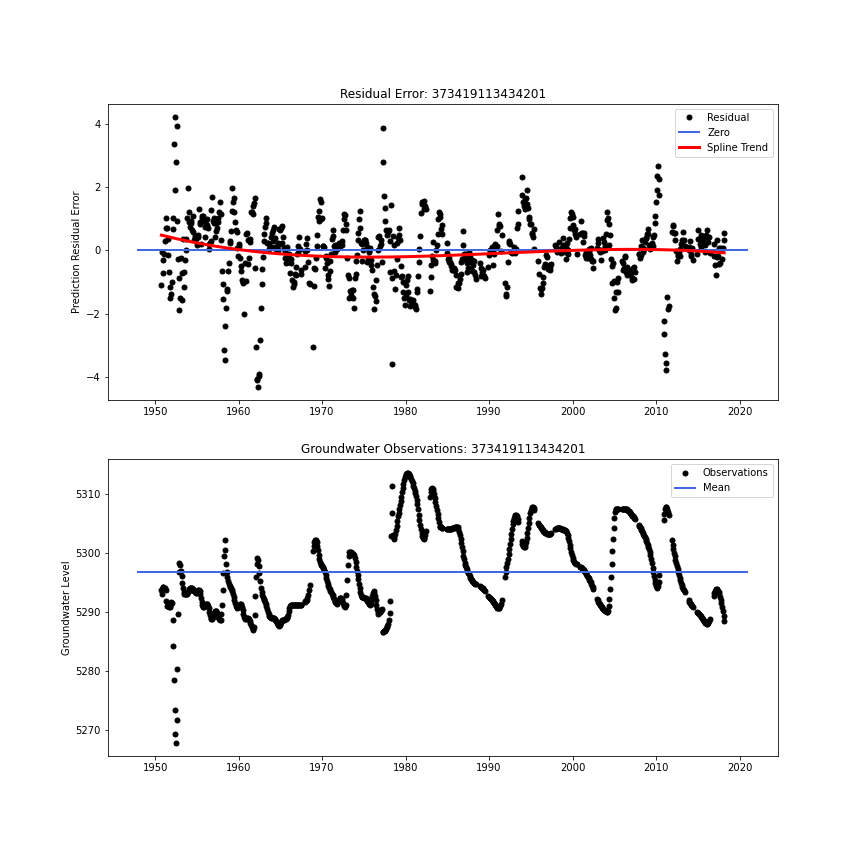 Residual Error: 373419113434201
Prediction Residual Error
4
2
0
−2
−4
Residual
Zero
Spline Trend
1950 1960 1970 1980 1990 2000 2010 2020
Groundwater Observations: 373419113434201
Groundwater Level
5310
5300
5290
5280
5270
Observations
Mean
1950 1960 1970 1980 1990 2000 2010 2020